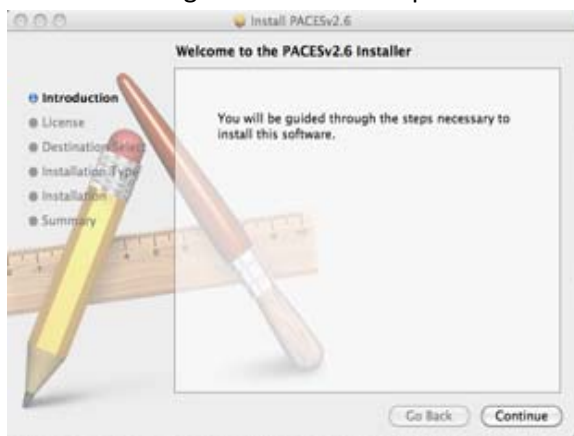 Install PACESv2.6
Welcome to the PACESv2.6 Installer
Introduction
License
Destination Select
Installation Type
Installation
Summary
You will be guided through the steps necessary to
install this software.
Go Back
Continue